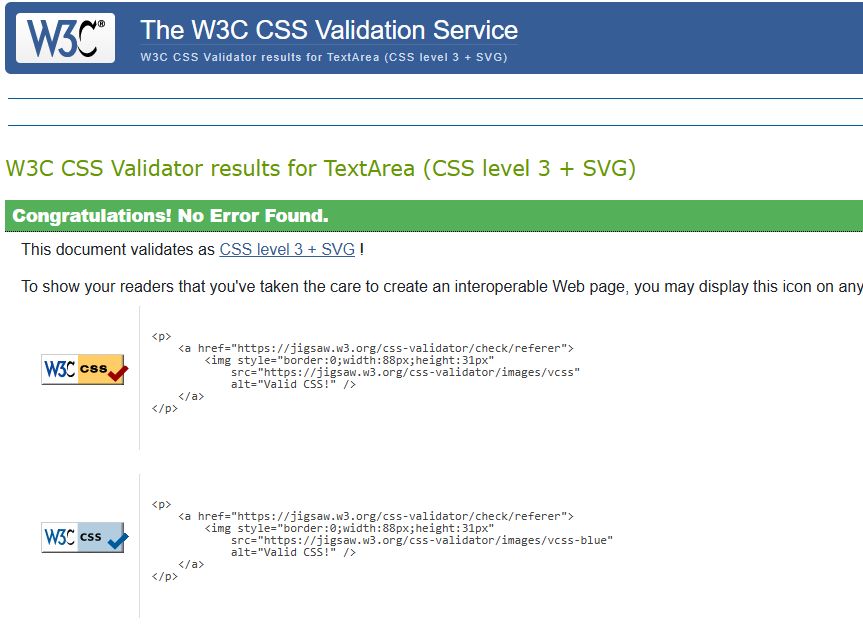 W3C®
The W3C CSS Validation Service
W3C CSS Validator results for TextArea (CSS level 3 + SVG)
W3C CSS Validator results for TextArea (CSS level 3 + SVG)
Congratulations! No Error Found.
This document validates as CSS level 3 + SVG !
To show your readers that you've taken the care to create an interoperable Web page, you may display this icon on any
W3C css
<p>
    <a href="https://jigsaw.w3.org/css-validator/check/referer">
        <img style="border:0;width:88px;height:31px"
            src="https://jigsaw.w3.org/css-validator/images/vcss"
            alt="Valid CSS!" />
    </a>
</p>
W3C css
<p>
    <a href="https://jigsaw.w3.org/css-validator/check/referer">
        <img style="border:0;width:88px;height:31px"
            src="https://jigsaw.w3.org/css-validator/images/vcss-blue"
            alt="Valid CSS!" />
    </a>
</p>